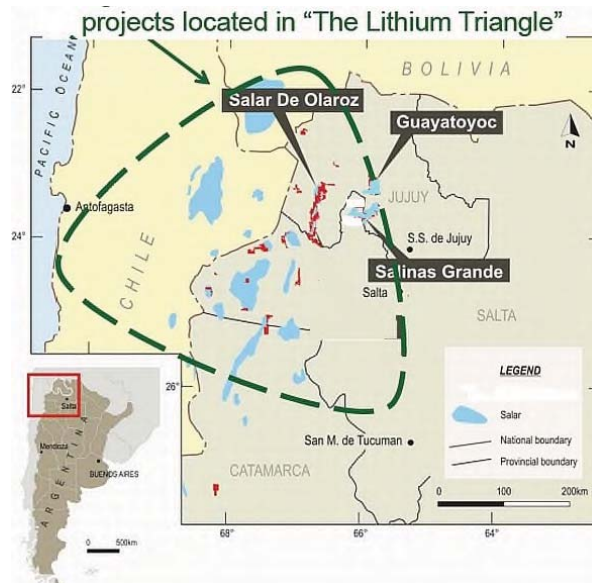 projects located in “The Lithium Triangle”
BOLIVIA
22°
Salar De Olaroz
Guayatoyoc
N
PACIFIC OCEAN
JUJUY
Antofagasta
24°
S.S. de Jujuy
CHILE
Salinas Grande
Salta
SALTA
LEGEND
26°
Salar
San M. de Tucuman
National boundary
Provincial boundary
CATAMARCA
0 100 200km
68° 66° 64°
Salta
Mendoza
BUENOS AIRES
ARGENTINA
0 500km